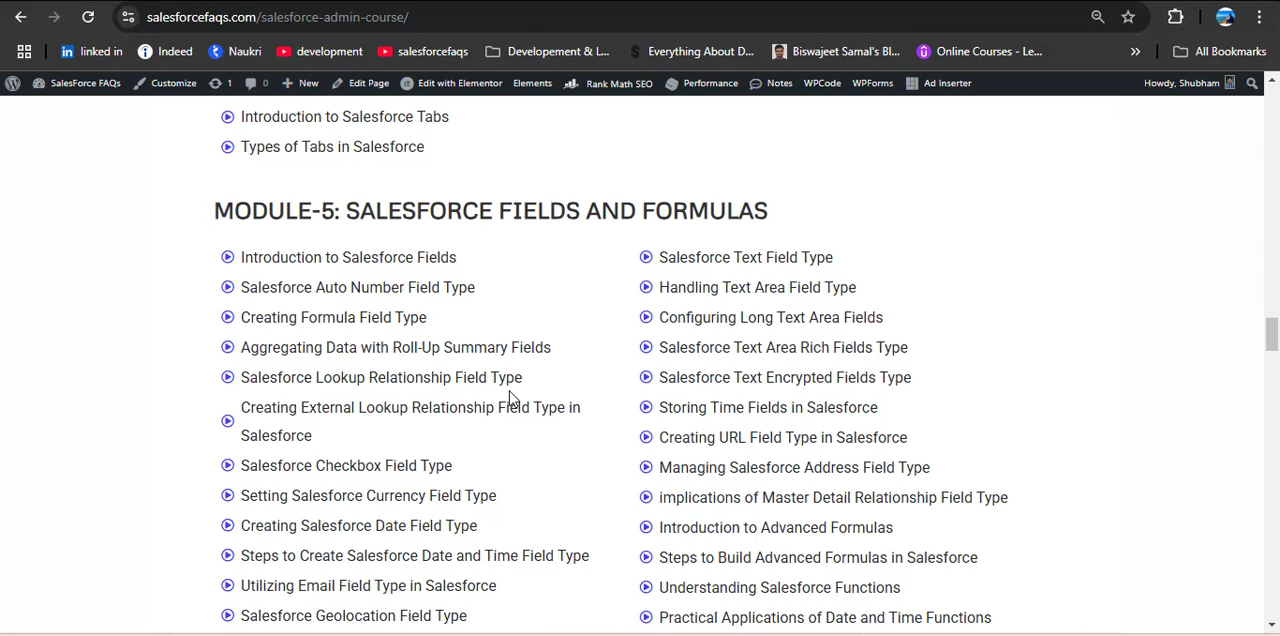 salesforcefaqs.com/salesforce-admin-course/
linked in Indeed Naukri development salesforcefaqs Developement & L... Everything About D... Biswajeet Samal's Bl... Online Courses - Le... » All Bookmarks
SalesForce FAQs Customize 1 0 New Edit Page Edit with Elementor Elements Rank Math SEO Performance Notes WPCode WPForms Ad Inserter Howdy, Shubham
Introduction to Salesforce Tabs
Types of Tabs in Salesforce
MODULE-5: SALESFORCE FIELDS AND FORMULAS
Introduction to Salesforce Fields
Salesforce Auto Number Field Type
Creating Formula Field Type
Aggregating Data with Roll-Up Summary Fields
Salesforce Lookup Relationship Field Type
Creating External Lookup Relationship Field Type in
Salesforce
Salesforce Checkbox Field Type
Setting Salesforce Currency Field Type
Creating Salesforce Date Field Type
Steps to Create Salesforce Date and Time Field Type
Utilizing Email Field Type in Salesforce
Salesforce Geolocation Field Type
Salesforce Text Field Type
Handling Text Area Field Type
Configuring Long Text Area Fields
Salesforce Text Area Rich Fields Type
Salesforce Text Encrypted Fields Type
Storing Time Fields in Salesforce
Creating URL Field Type in Salesforce
Managing Salesforce Address Field Type
implications of Master Detail Relationship Field Type
Introduction to Advanced Formulas
Steps to Build Advanced Formulas in Salesforce
Understanding Salesforce Functions
Practical Applications of Date and Time Functions